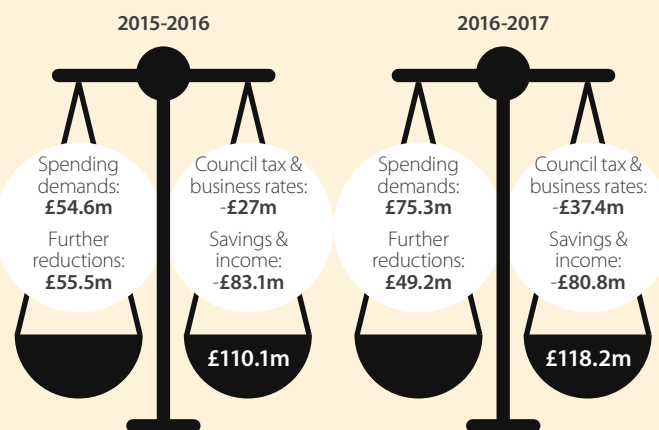 2015-2016
Spending
demands:
£54.6m
Further
reductions:
£55.5m
Council tax &
business rates:
-£27m
Savings &
income:
-£83.1m
£110.1m
2016-2017
Spending
demands:
£75.3m
Further
reductions:
£49.2m
Council tax &
business rates:
-£37.4m
Savings &
income:
-£80.8m
£118.2m